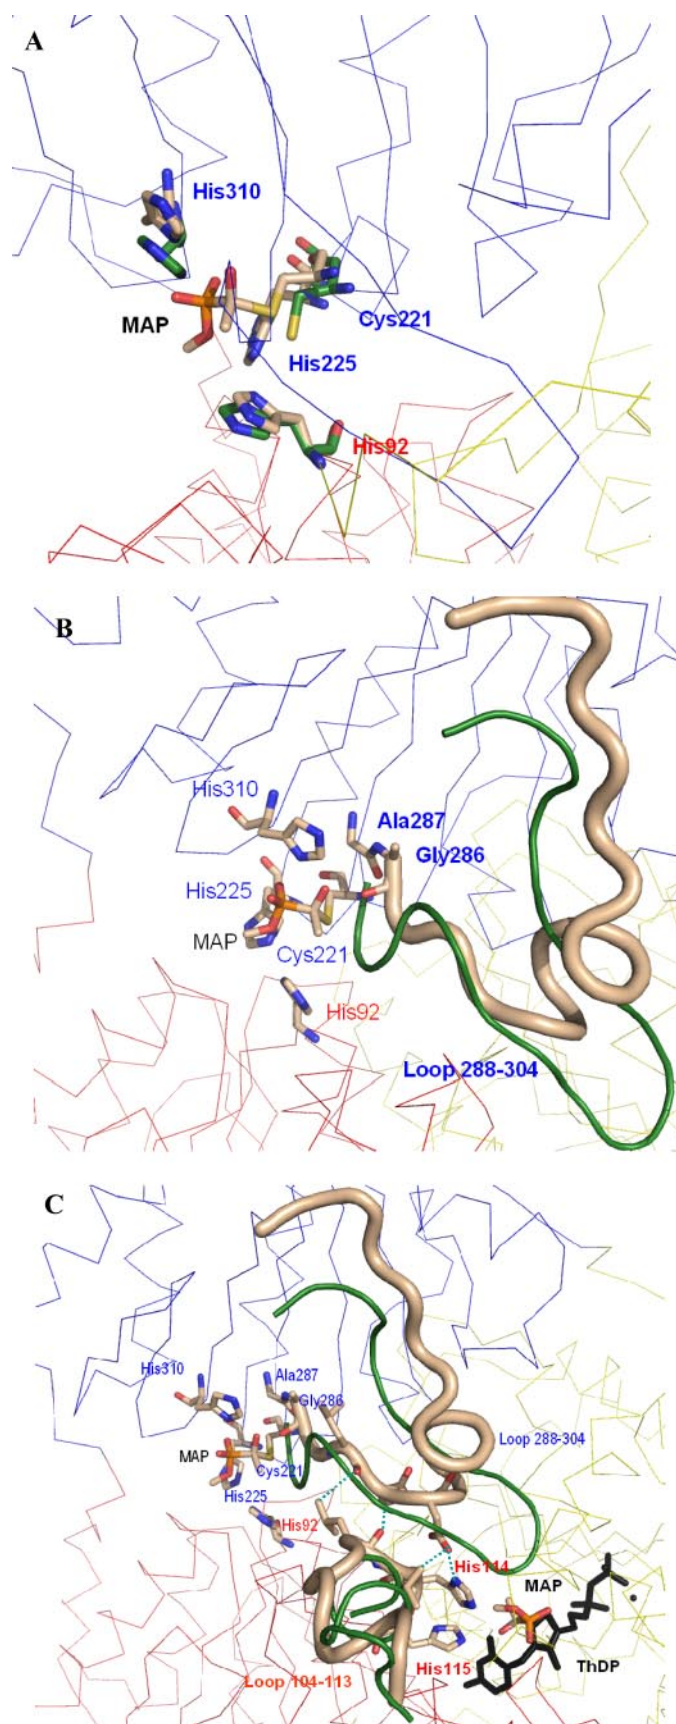 A
His310
MAP
Cys221
His225
His92
B
His310
Ala287
Gly286
His225
MAP
Cys221
His92
Loop 288-304
C
His310
Ala287
Gly286
Loop 288-304
MAP
Cys221
His225
His92
His114
MAP
ThDP
His115
Loop 104-113